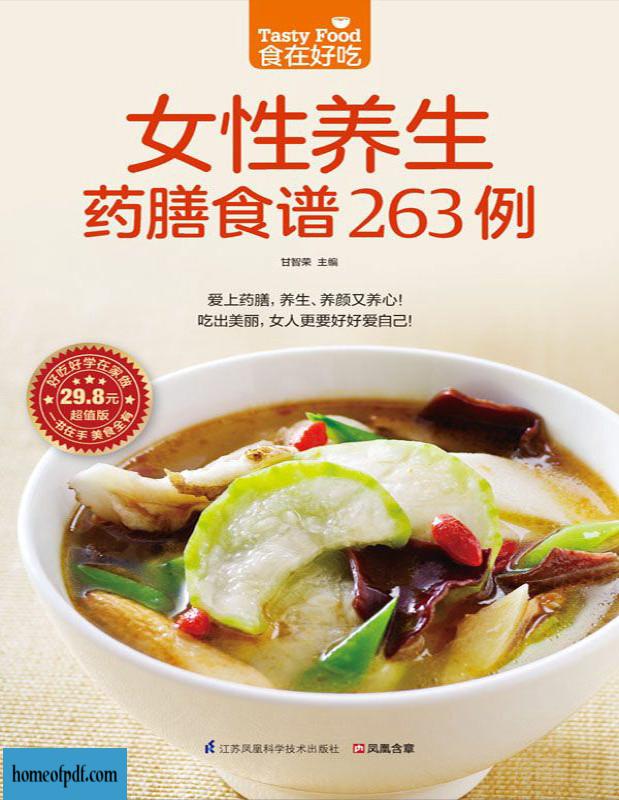 Tasty Food
食在好吃
女性养生
药膳食谱263例
甘智荣 主编
爱上药膳，养生、养颜又养心！
吃出美丽，女人更要好好爱自己！
好吃好学在家做
29.8元
超值版
一书在手 美食全有
江苏凤凰科学技术出版社 凤凰含章
homeofpdf.com